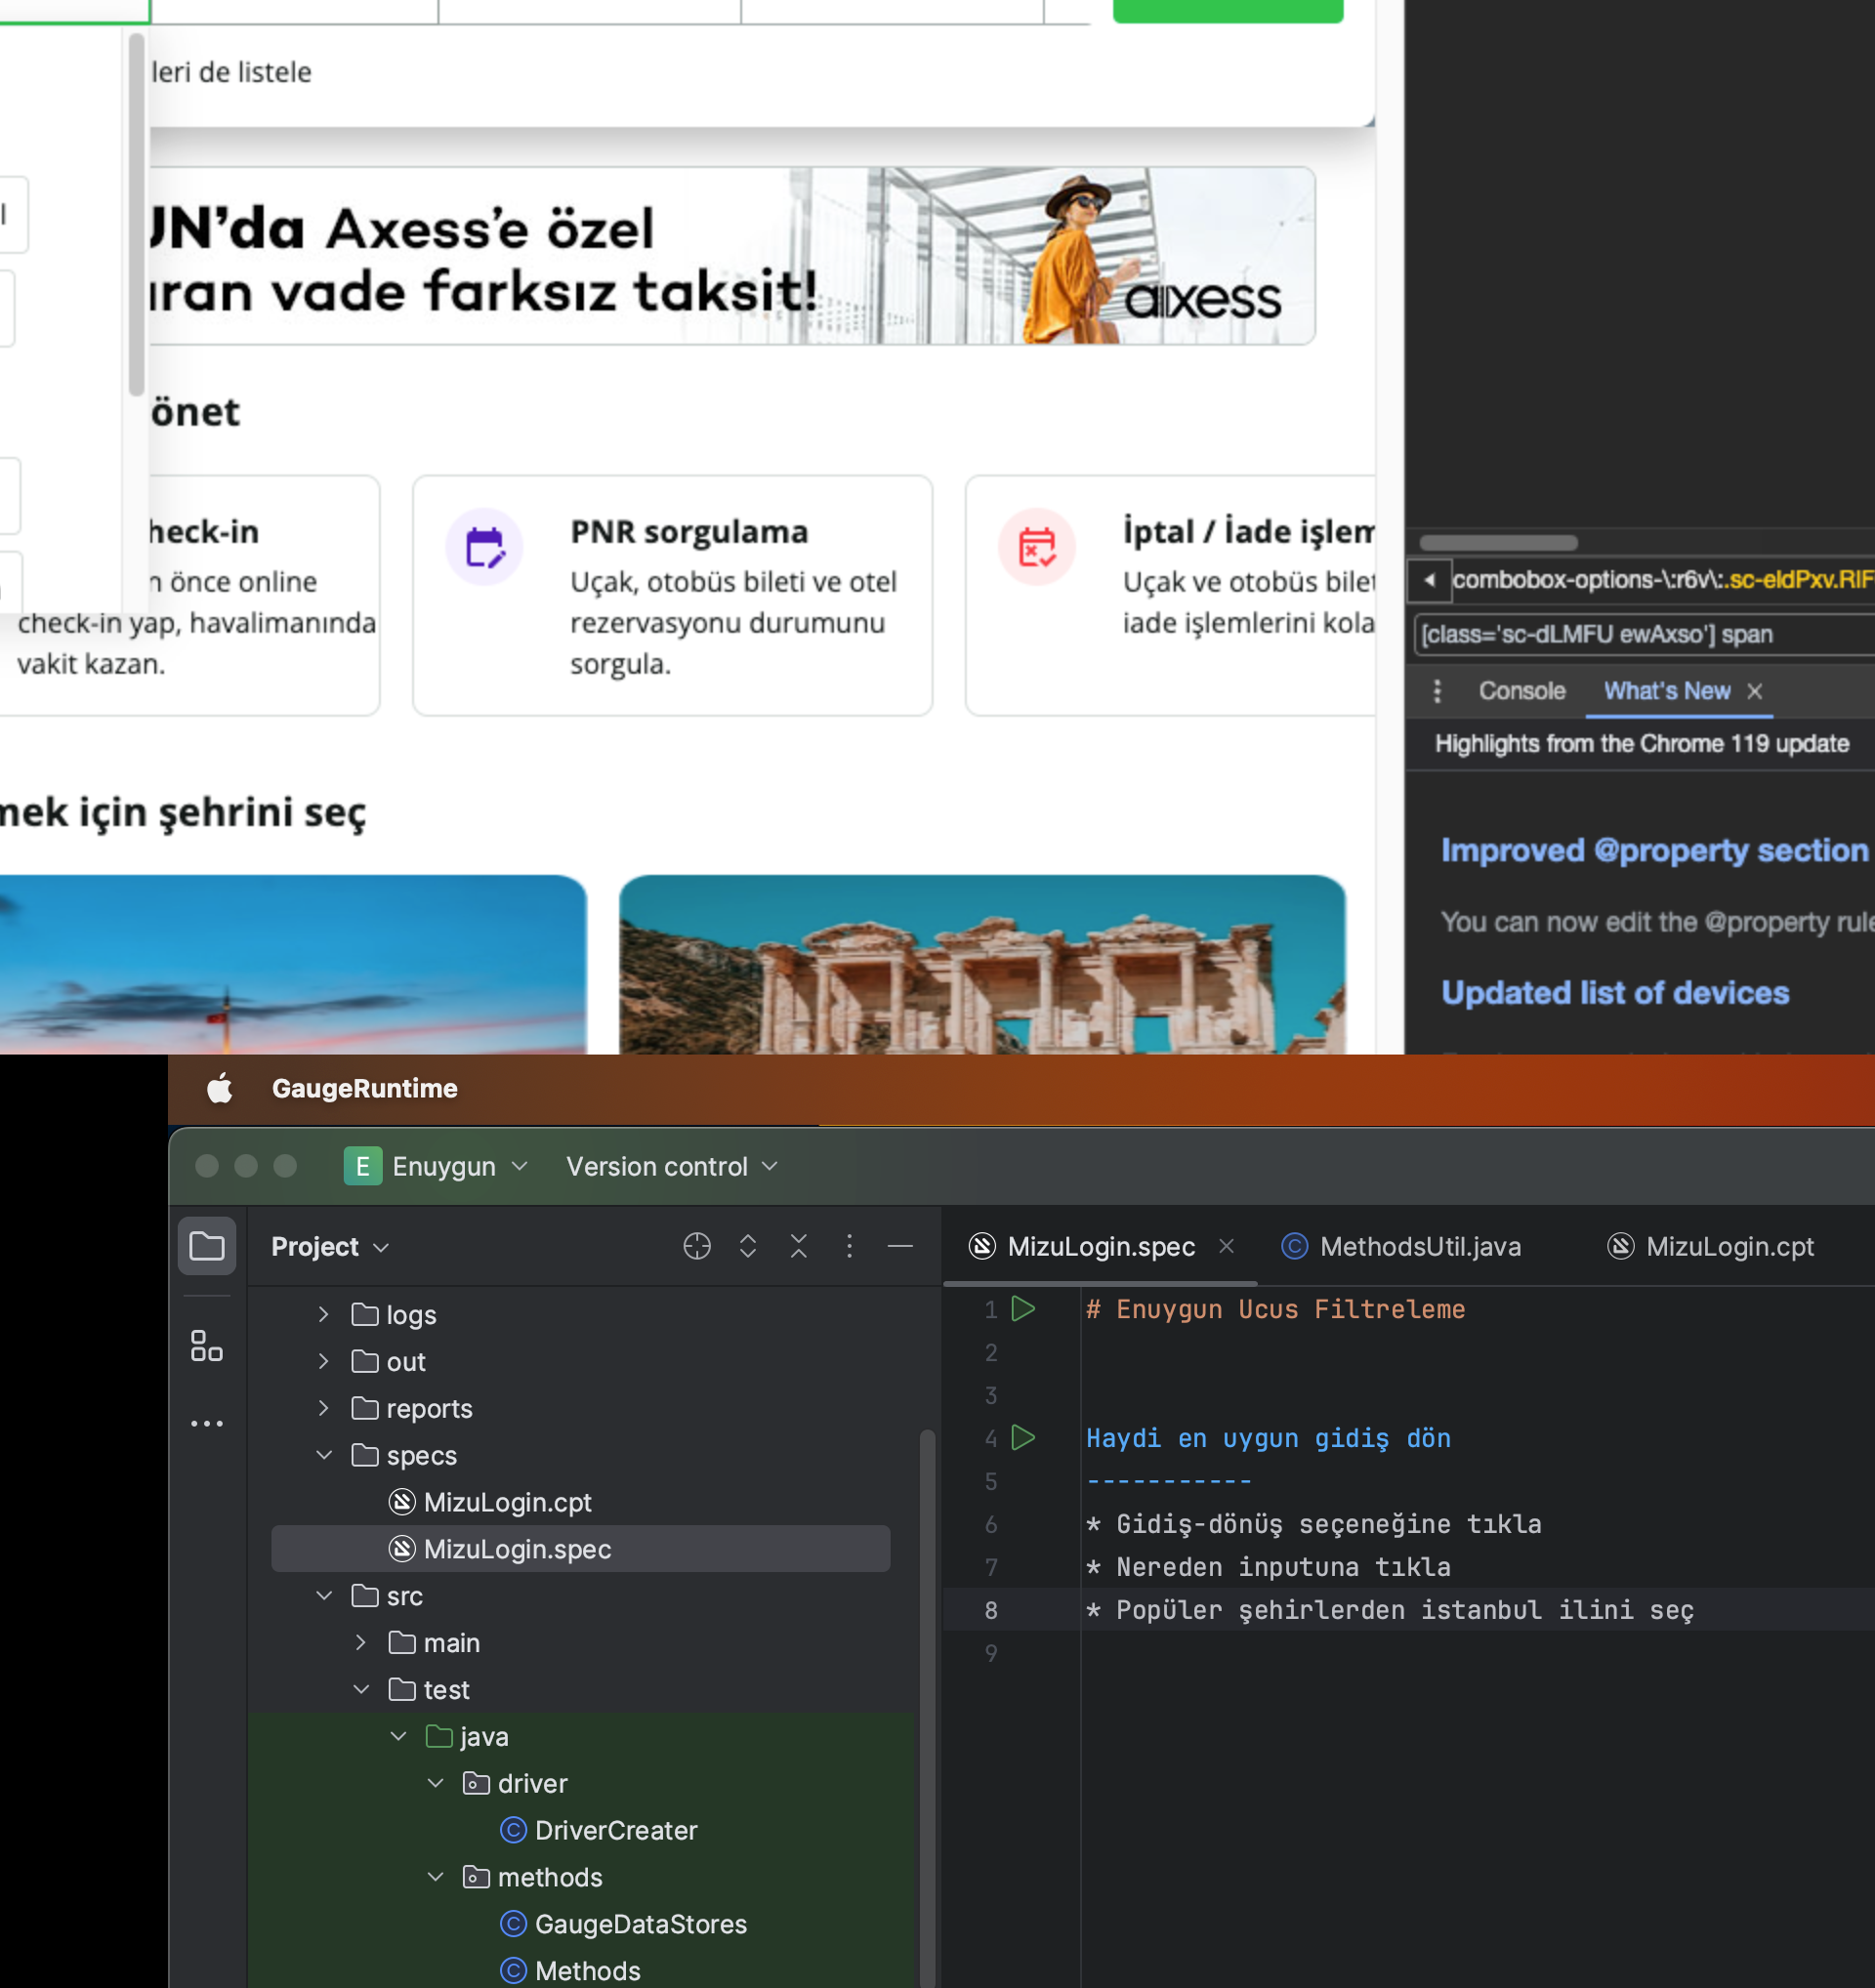 leri de listele
UN’da Axess’e özel
ıran vade farksız taksit!
axess
önet
heck-in
n önce online
check-in yap, havalimanında
vakit kazan.
PNR sorgulama
Uçak, otobüs bileti ve otel
rezervasyonu durumunu
sorgula.
İptal / İade işlem
Uçak ve otobüs bilet
iade işlemlerini kola
mek için şehrini seç
combobox-options-\:r6v\:.sc-eldPxv.RlF
[class='sc-dLMFU ewAxso'] span
Console What's New
Highlights from the Chrome 119 update
Improved @property section
You can now edit the @property rule
Updated list of devices
GaugeRuntime
E Enuygun Version control
Project
logs
out
reports
specs
MizuLogin.cpt
MizuLogin.spec
src
main
test
java
driver
DriverCreater
methods
GaugeDataStores
Methods
MizuLogin.spec MethodsUtil.java MizuLogin.cpt
1 # Enuygun Ucus Filtreleme
2
3
4 Haydi en uygun gidiş dön
5 -----------
6 * Gidiş-dönüş seçeneğine tıkla
7 * Nereden inputuna tıkla
8 * Popüler şehirlerden istanbul ilini seç
9